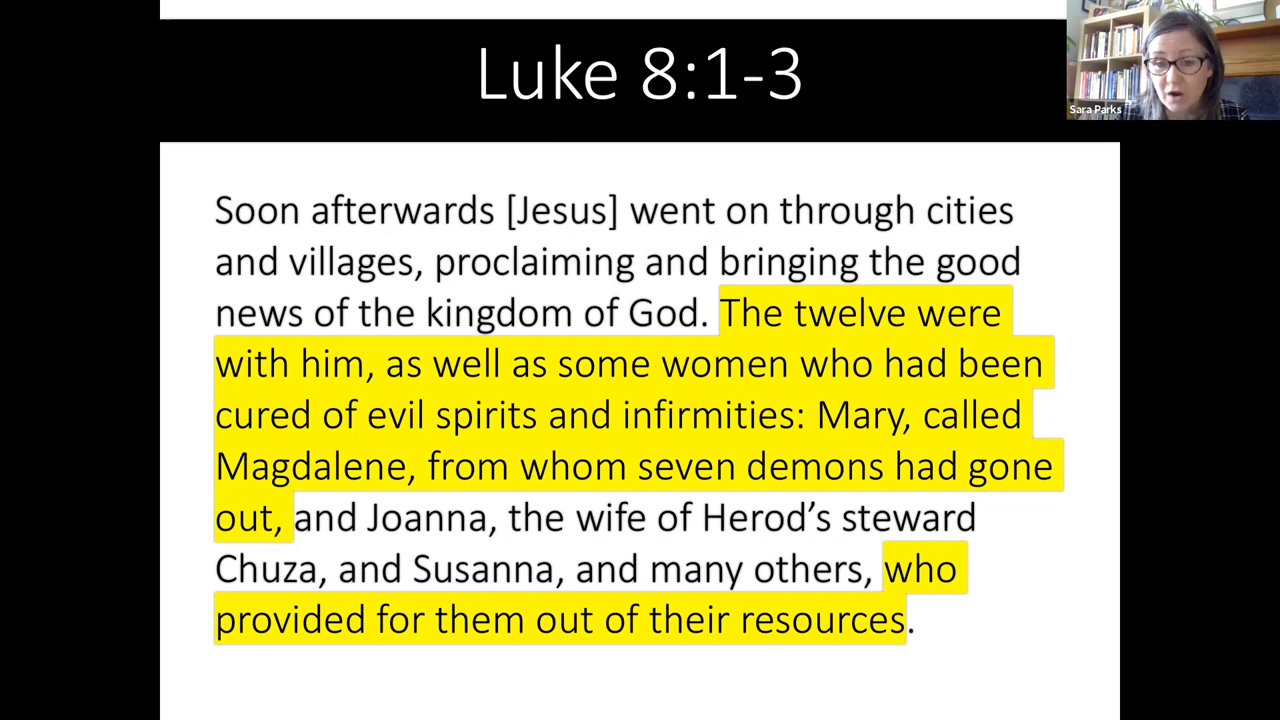 Luke 8:1-3
Sara Parks
Soon afterwards [Jesus] went on through cities
and villages, proclaiming and bringing the good
news of the kingdom of God. The twelve were
with him, as well as some women who had been
cured of evil spirits and infirmities: Mary, called
Magdalene, from whom seven demons had gone
out, and Joanna, the wife of Herod’s steward
Chuza, and Susanna, and many others, who
provided for them out of their resources.